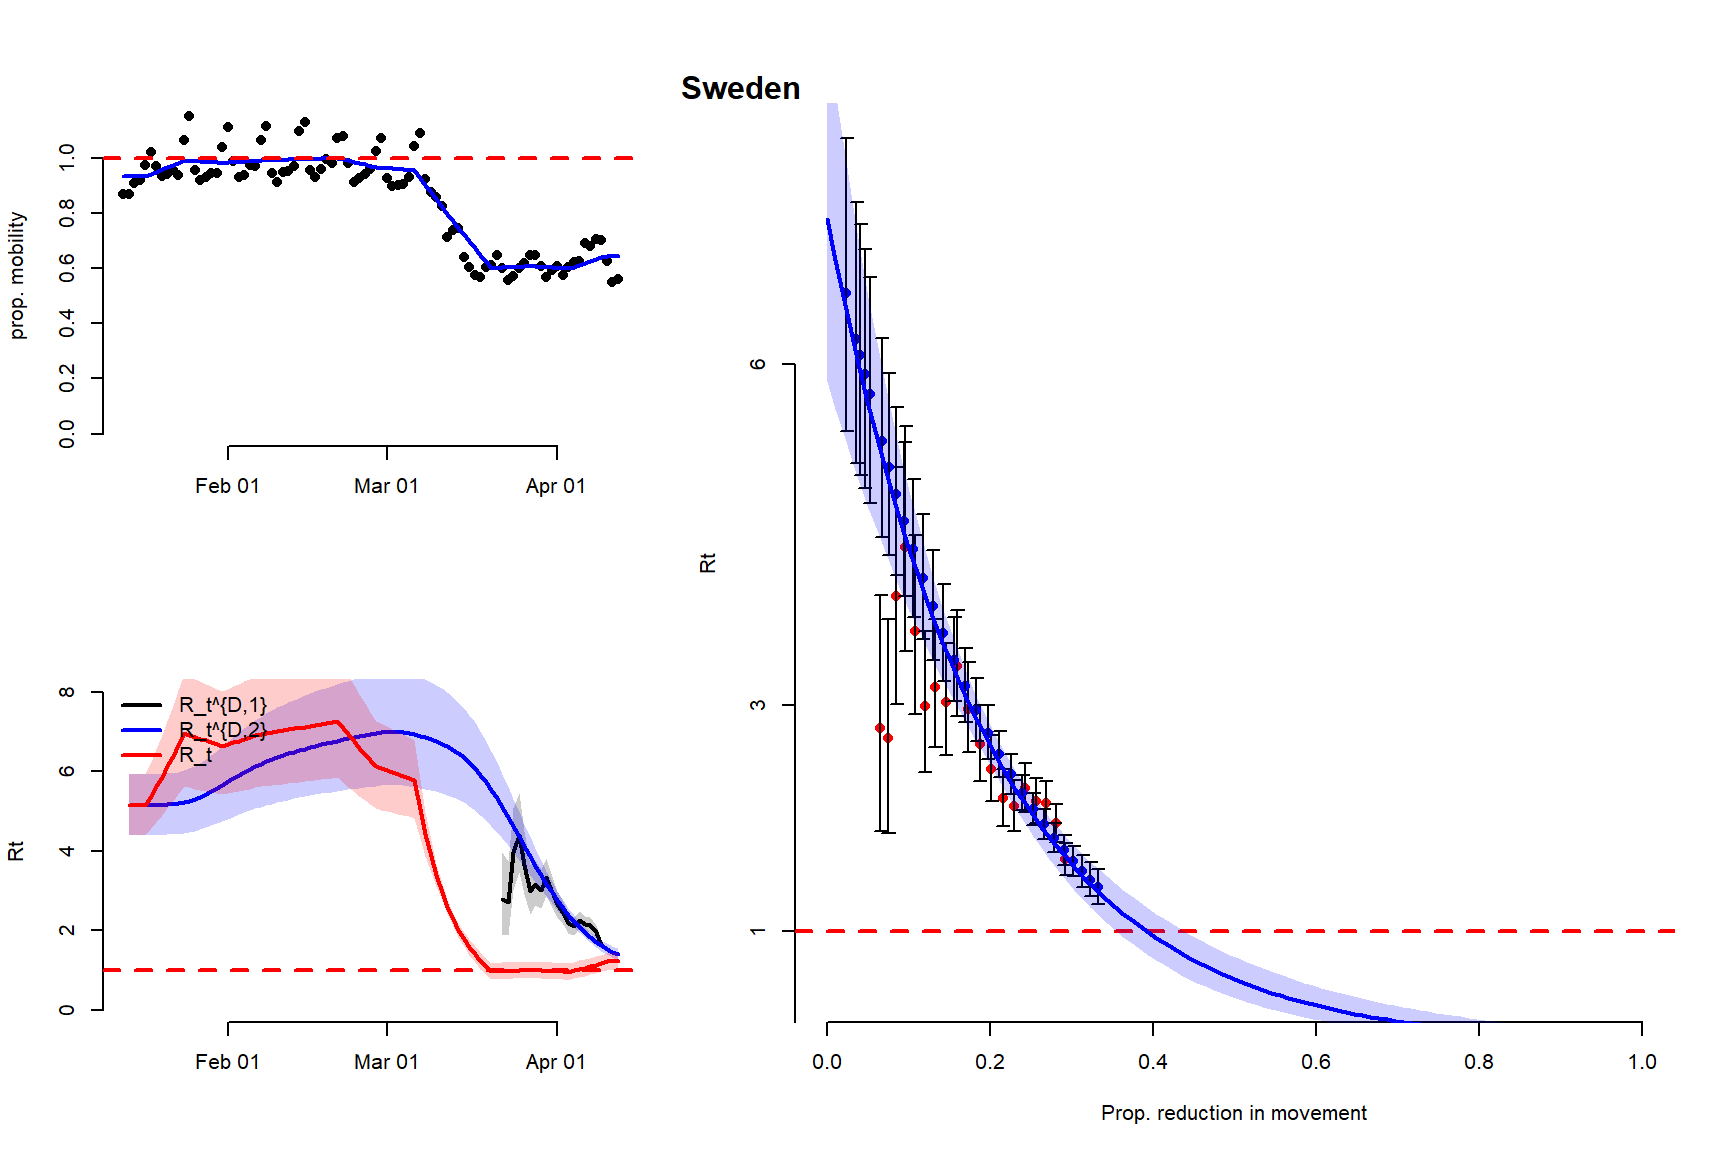 Sweden
prop. mobility
1.0
0.8
0.6
0.4
0.2
0.0
Feb 01 Mar 01 Apr 01
Rt
8
6
4
2
0
R_t^{D,1}
R_t^{D,2}
R_t
Feb 01 Mar 01 Apr 01
Rt
6
3
1
0.0 0.2 0.4 0.6 0.8 1.0
Prop. reduction in movement